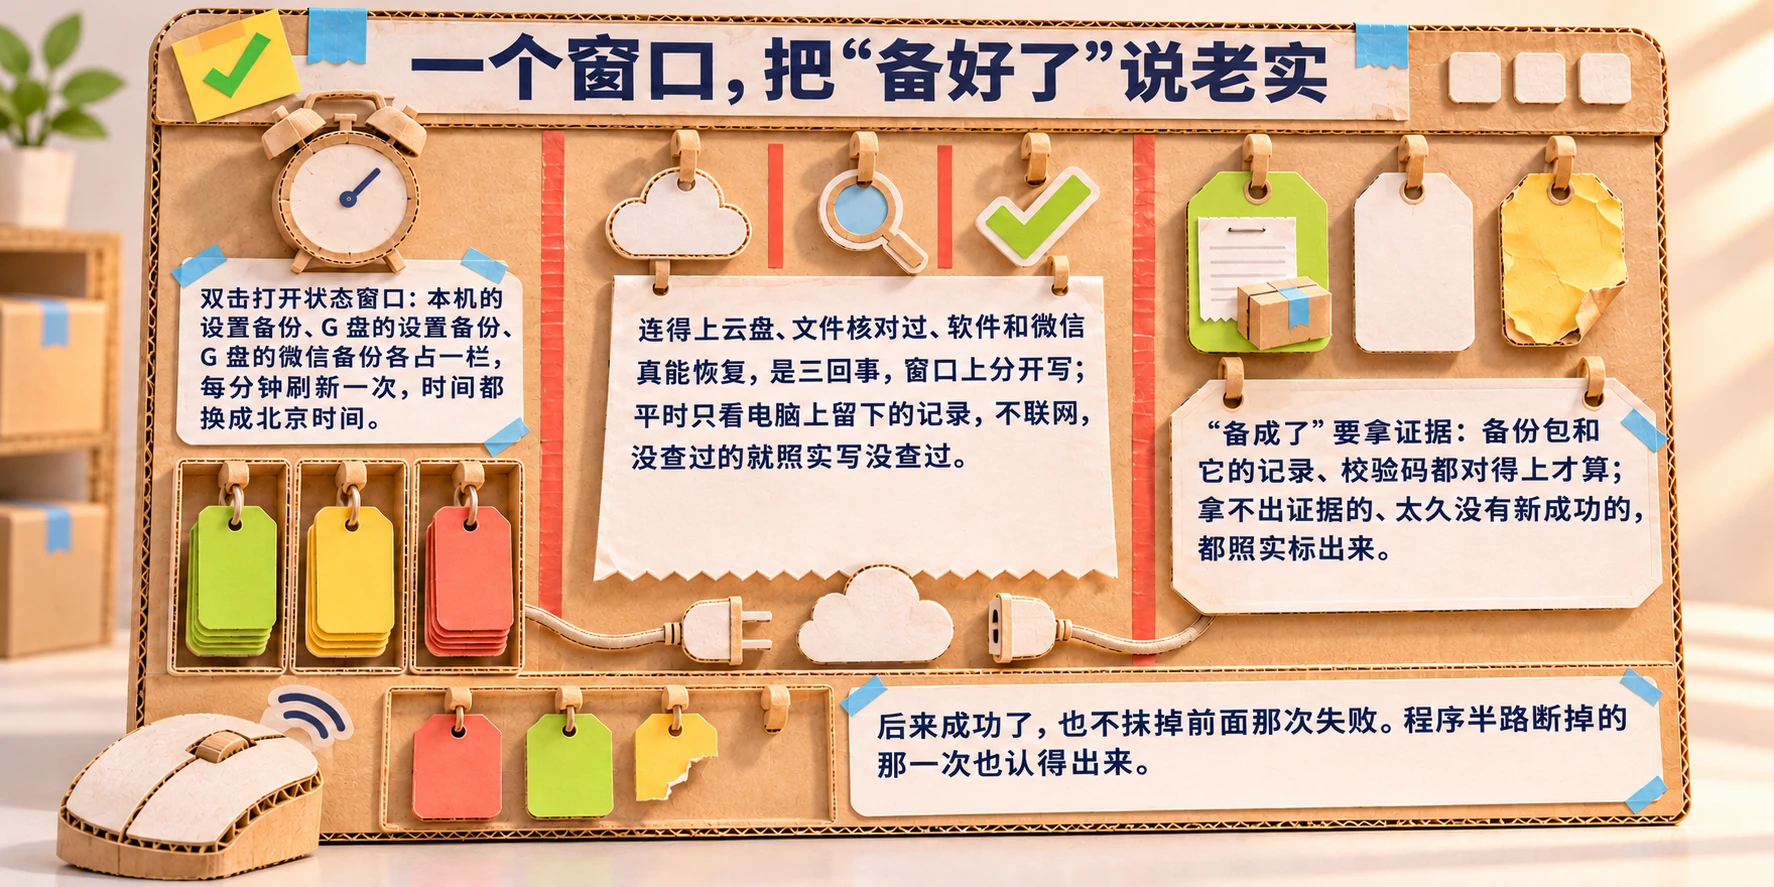 一个窗口，把“备好了”说老实
双击打开状态窗口：本机的
设置备份、G 盘的设置备份、
G 盘的微信备份各占一栏，
每分钟刷新一次，时间都
换成北京时间。
连得上云盘、文件核对过、软件和微信
真能恢复，是三回事，窗口上分开写；
平时只看电脑上留下的记录，不联网，
没查过的就照实写没查过。
“备成了”要拿证据：备份包和
它的记录、校验码都对得上才算；
拿不出证据的、太久没有新成功的，
都照实标出来。
后来成功了，也不抹掉前面那次失败。程序半路断掉的
那一次也认得出来。